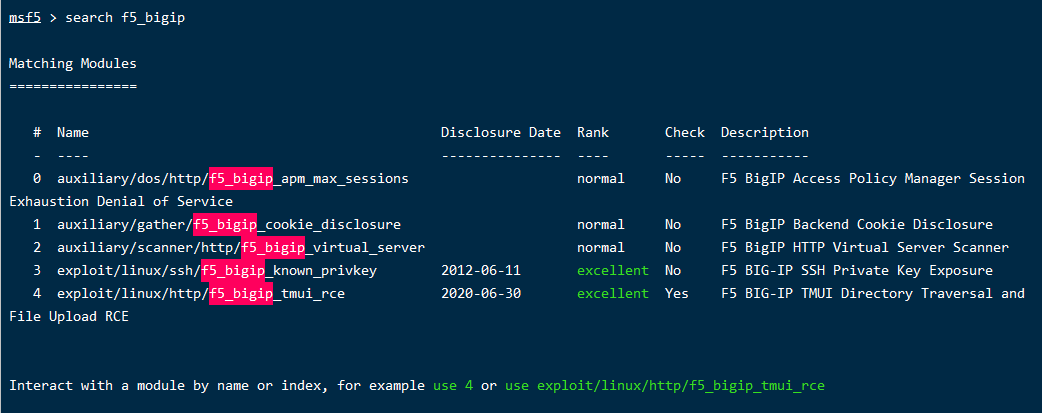 msf5 > search f5_bigip
Matching Modules
================
# Name Disclosure Date Rank Check Description
- ---- --------------- ---- ----- -----------
0 auxiliary/dos/http/f5_bigip_apm_max_sessions normal No F5 BigIP Access Policy Manager Session
Exhaustion Denial of Service
1 auxiliary/gather/f5_bigip_cookie_disclosure normal No F5 BigIP Backend Cookie Disclosure
2 auxiliary/scanner/http/f5_bigip_virtual_server normal No F5 BigIP HTTP Virtual Server Scanner
3 exploit/linux/ssh/f5_bigip_known_privkey 2012-06-11 excellent No F5 BIG-IP SSH Private Key Exposure
4 exploit/linux/http/f5_bigip_tmui_rce 2020-06-30 excellent Yes F5 BIG-IP TMUI Directory Traversal and
File Upload RCE
Interact with a module by name or index, for example use 4 or use exploit/linux/http/f5_bigip_tmui_rce